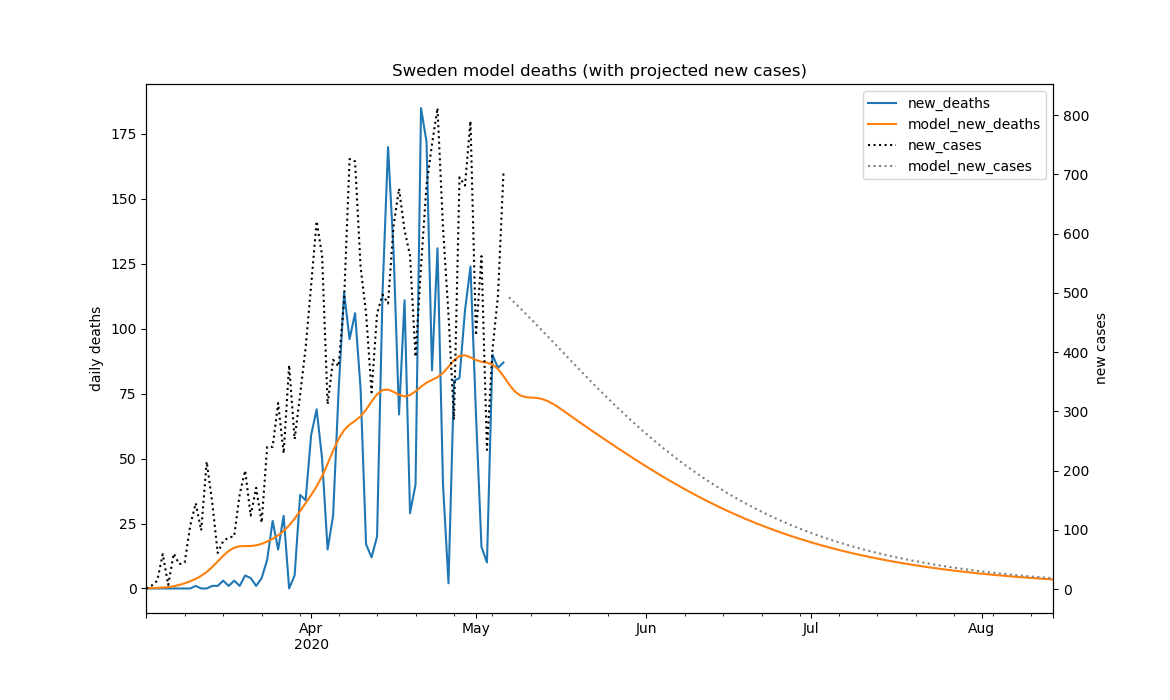 Sweden model deaths (with projected new cases)
new_deaths
model_new_deaths
new_cases
model_new_cases
daily deaths
175
150
125
100
75
50
25
0
800
700
600
500
400
300
200
100
0
new cases
Apr
2020
May
Jun
Jul
Aug